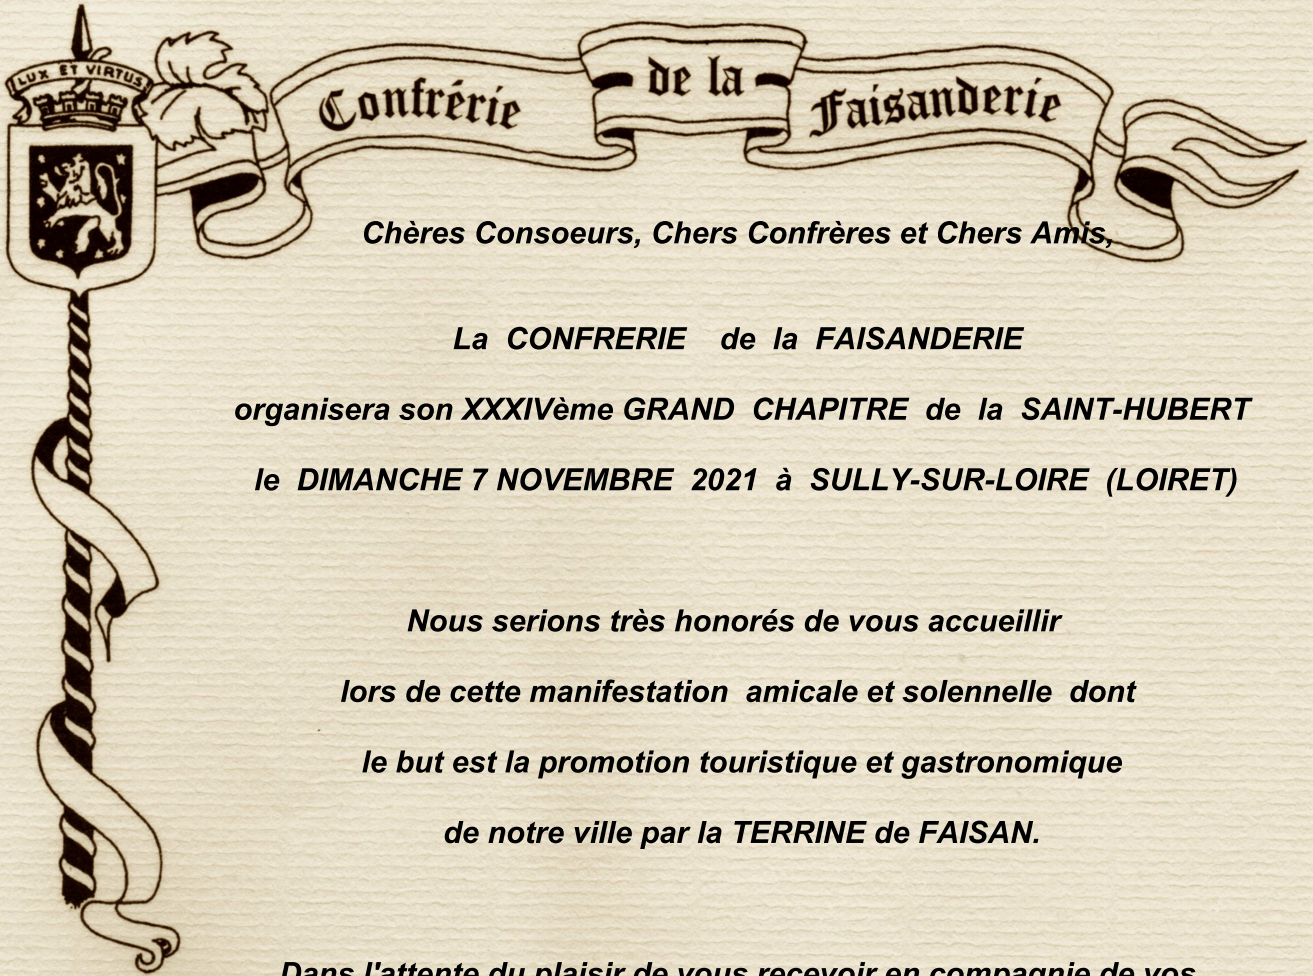 LUX ET VIRTUS
Confrérie de la Faisanderie
Chères Consoeurs, Chers Confrères et Chers Amis,
La CONFRERIE de la FAISANDERIE
organisera son XXXIVème GRAND CHAPITRE de la SAINT-HUBERT
le DIMANCHE 7 NOVEMBRE 2021 à SULLY-SUR-LOIRE (LOIRET)
Nous serions très honorés de vous accueillir
lors de cette manifestation amicale et solennelle dont
le but est la promotion touristique et gastronomique
de notre ville par la TERRINE de FAISAN.
Dans l'attente du plaisir de vous recevoir en compagnie de vos